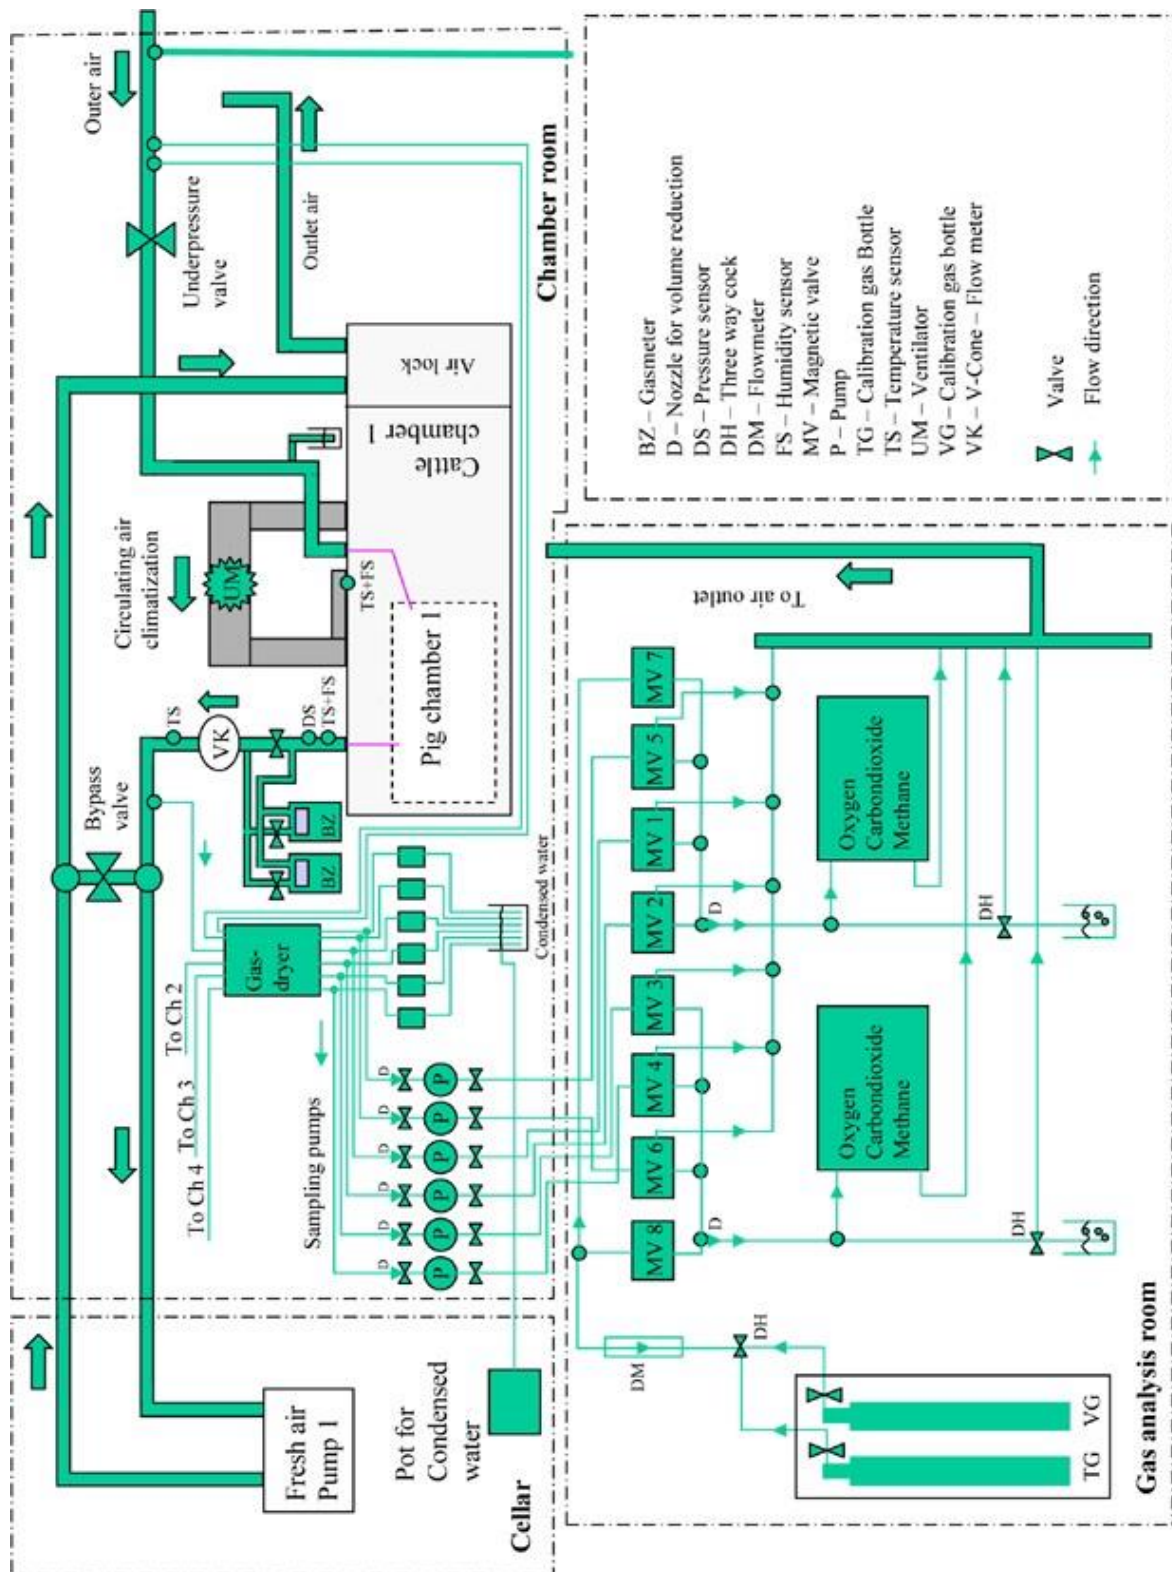 Outer air
Underpressure
valve
Outlet air
Chamber room
Air lock
Cattle
chamber 1
Circulating air
climatization
UM
TS+FS
Pig chamber 1
TS
VK
DS
TS+FS
Bypass
valve
BZ
BZ
Gas-
dryer
Condensed water
To Ch 2
To Ch 3
To Ch 4
Sampling pumps
D
P
D
P
D
P
D
P
D
P
D
P
Fresh air
Pump 1
Pot for
Condensed
water
Cellar
BZ – Gasmeter
D – Nozzle for volume reduction
DS – Pressure sensor
DH – Three way cock
DM – Flowmeter
FS – Humidity sensor
MV – Magnetic valve
P – Pump
TG – Calibration gas Bottle
TS – Temperature sensor
UM – Ventilator
VG – Calibration gas bottle
VK – V-Cone – Flow meter
Valve
Flow direction
To air outlet
MV 7
MV 5
MV 1
MV 2
MV 3
MV 4
MV 6
MV 8
D
D
Oxygen
Carbondioxide
Methane
Oxygen
Carbondioxide
Methane
DH
DH
DM
DH
VG
TG
Gas analysis room